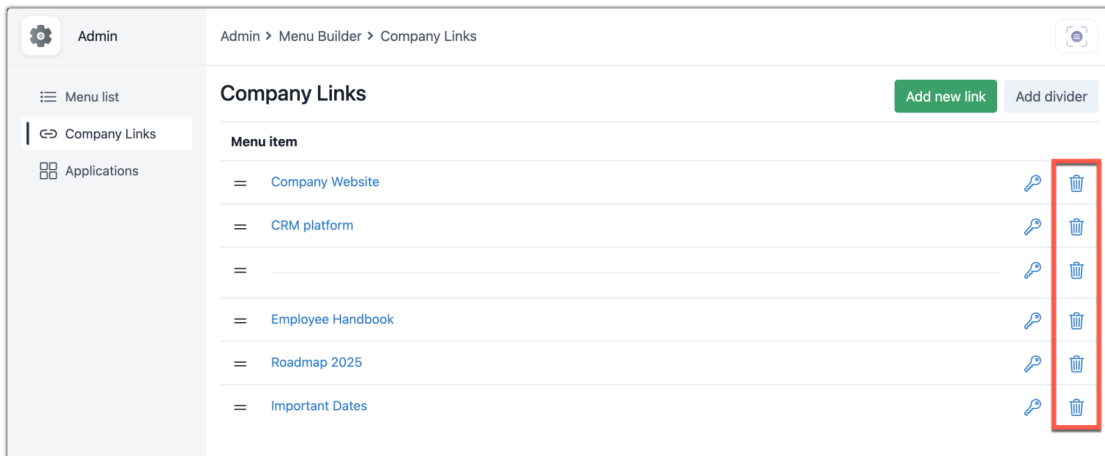 Admin
Admin > Menu Builder > Company Links
Menu list
Company Links
Applications
Company Links
Add new link
Add divider
Menu item
Company Website
CRM platform
Employee Handbook
Roadmap 2025
Important Dates